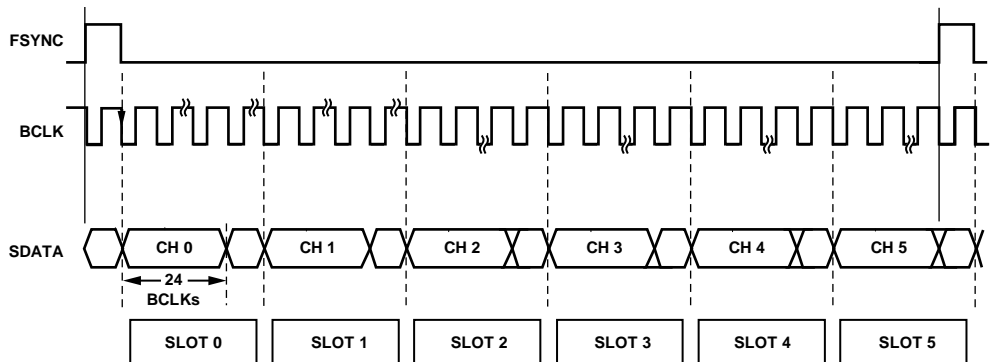 FSYNC
BCLK
SDATA
CH 0
CH 1
CH 2
CH 3
CH 4
CH 5
24
BCLKs
SLOT 0
SLOT 1
SLOT 2
SLOT 3
SLOT 4
SLOT 5